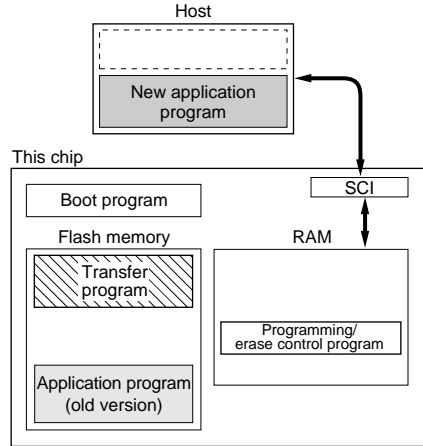 Host
New application
program
This chip
SCI
Boot program
Flash memory
RAM
Transfer
program
Programming/
erase control program
Application program
(old version)